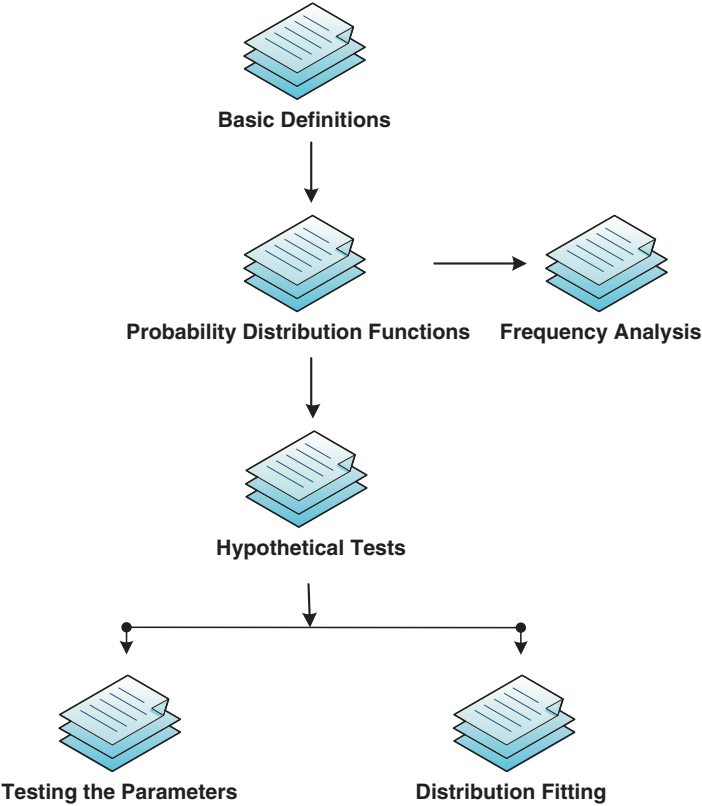 Basic Definitions
Probability Distribution Functions
Frequency Analysis
Hypothetical Tests
Testing the Parameters
Distribution Fitting